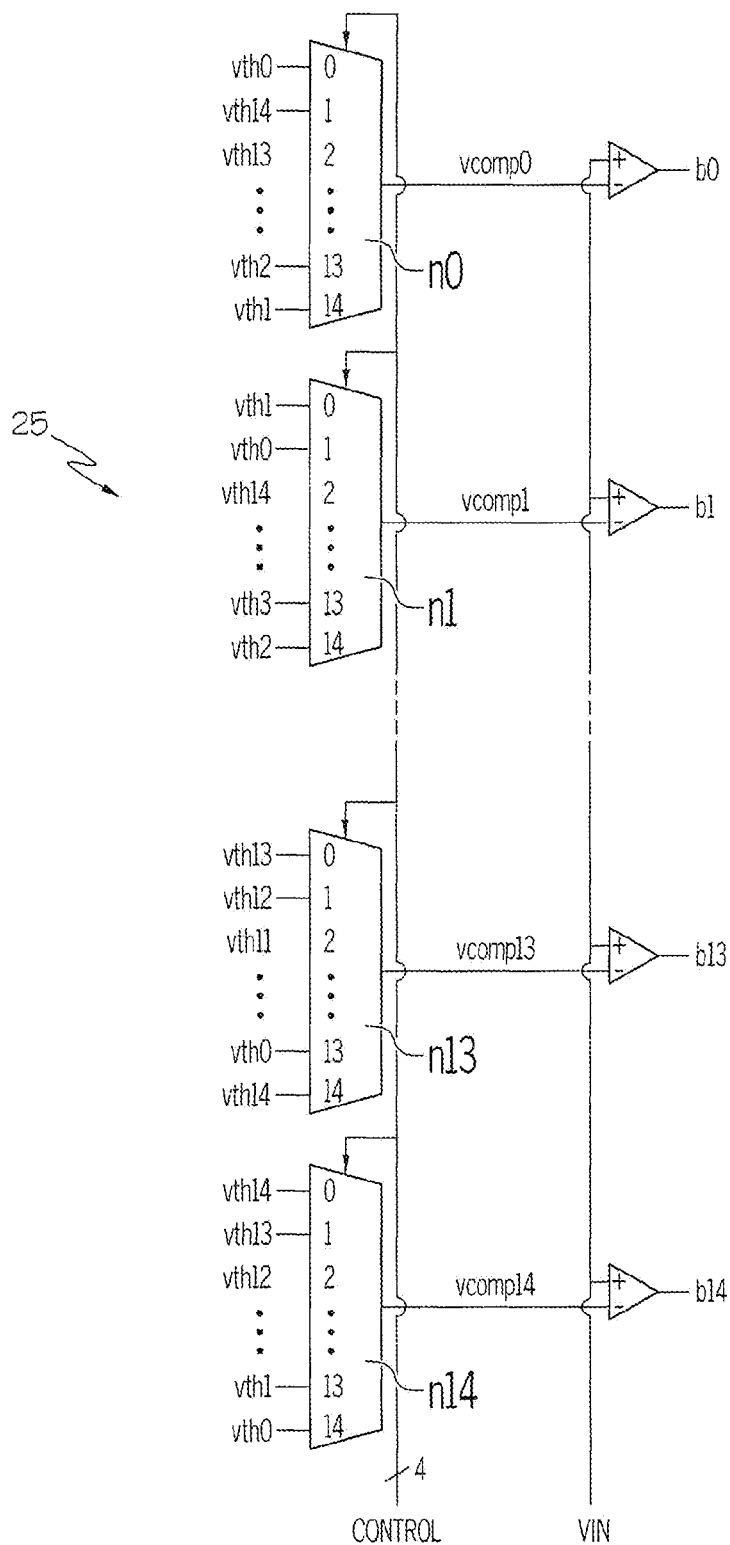 vth0 0
vth14 1
vth13 2
vcomp0
+
-
b0
vth2 13
n0
vth1 14
25
vth1 0
vth0 1
vth14 2
vcomp1
+
-
b1
vth3 13
n1
vth2 14
vth13 0
vth12 1
vth11 2
vcomp13
+
-
b13
vth0 13
n13
vth14 14
vth14 0
vth13 1
vth12 2
vcomp14
+
-
b14
vth1 13
n14
vth0 14
4
CONTROL VIN